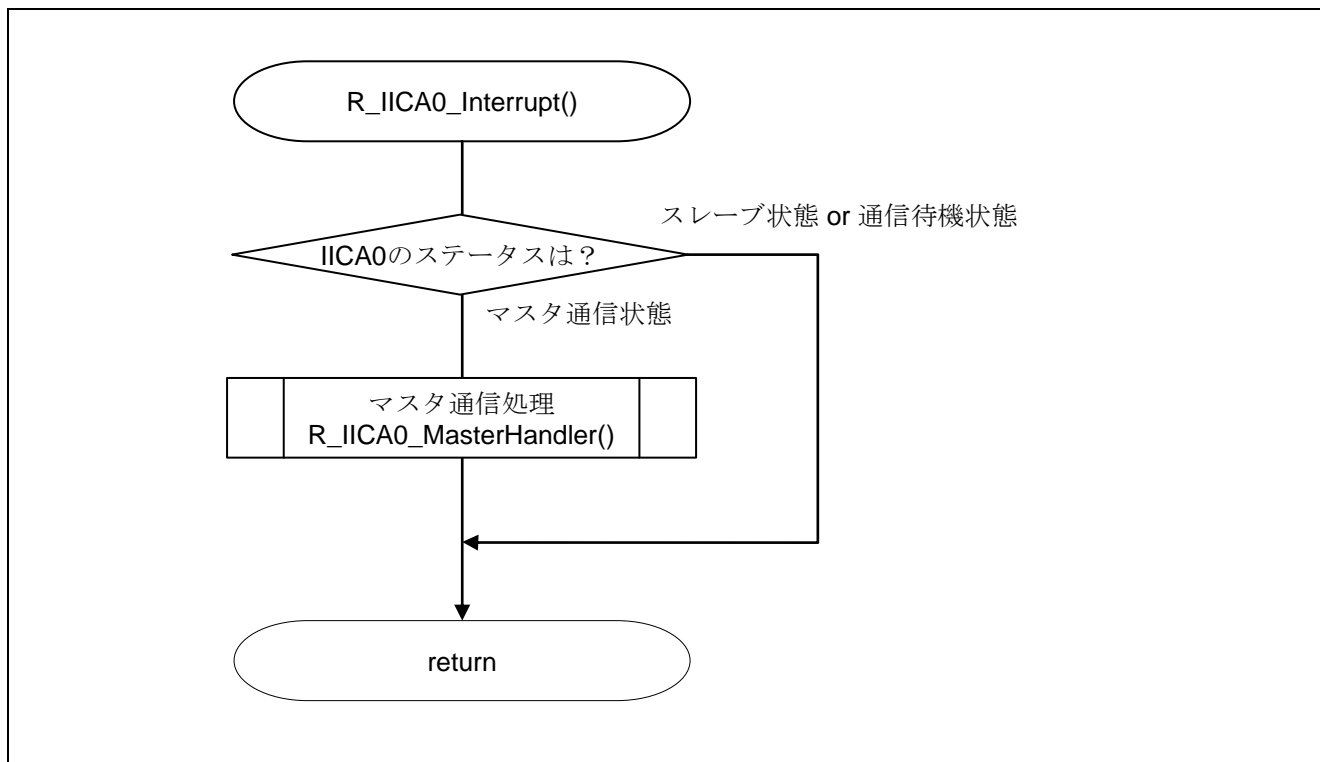 R_IICA0_Interrupt()
スレーブ状態 or 通信待機状態
IICA0のステータスは？
マスタ通信状態
マスタ通信処理
R_IICA0_MasterHandler()
return